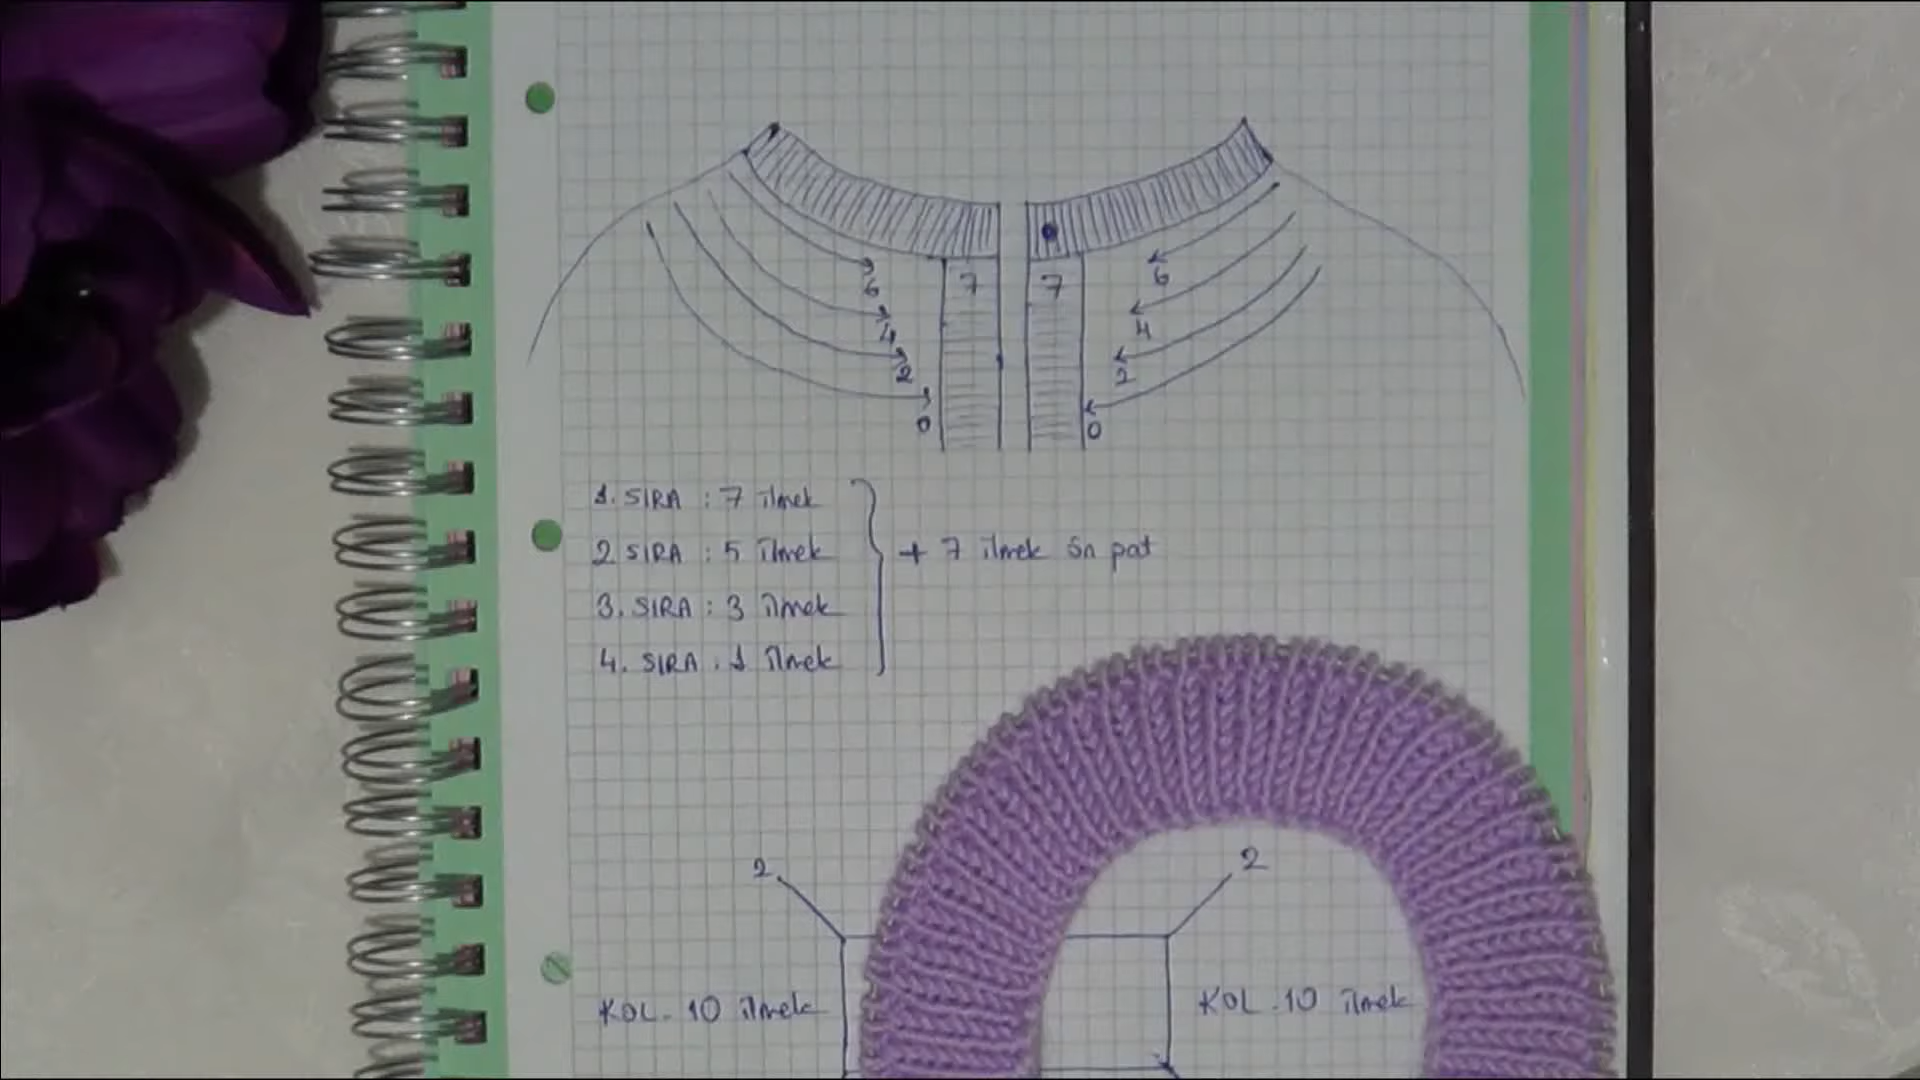 7 7
6 6
4 4
2 2
0 0
1. SIRA : 7 ilmek
2 SIRA : 5 ilmek
3. SIRA : 3 ilmek
4. SIRA : 1 ilmek
+ 7 ilmek ön pat
2 2
KOL - 10 ilmek KOL - 10 ilmek